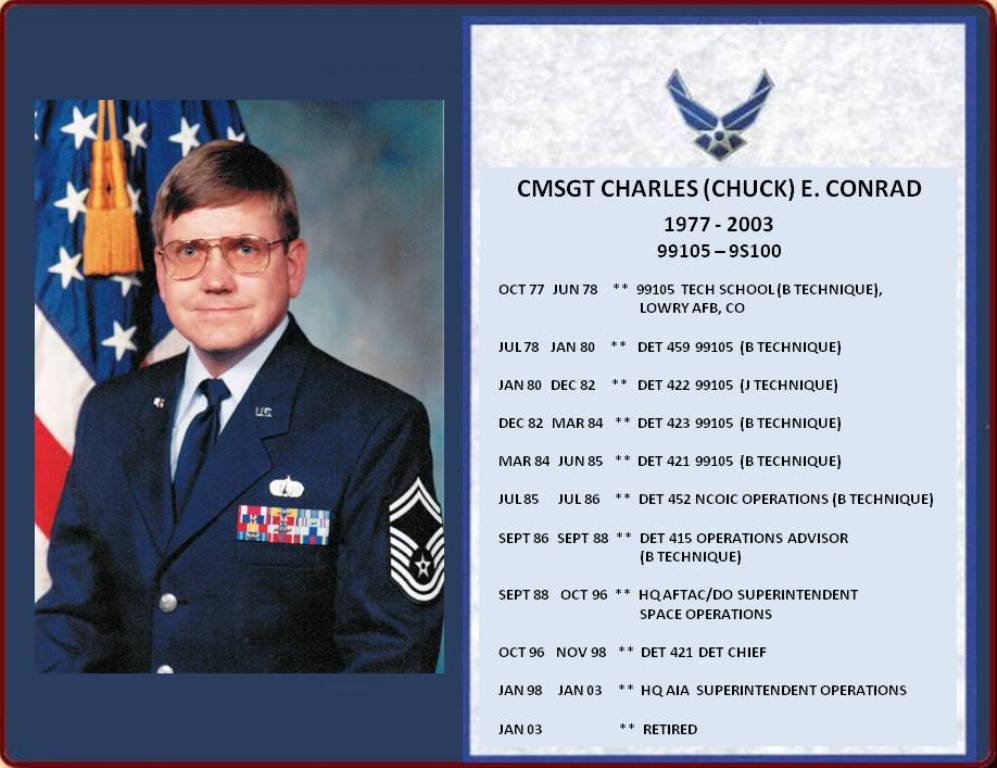 CMSGT CHARLES (CHUCK) E. CONRAD
1977 - 2003
99105 – 9S100
OCT 77 JUN 78 ** 99105 TECH SCHOOL (B TECHNIQUE),
LOWRY AFB, CO
JUL 78 JAN 80 ** DET 459 99105 (B TECHNIQUE)
JAN 80 DEC 82 ** DET 422 99105 (J TECHNIQUE)
DEC 82 MAR 84 ** DET 423 99105 (B TECHNIQUE)
MAR 84 JUN 85 ** DET 421 99105 (B TECHNIQUE)
JUL 85 JUL 86 ** DET 452 NCOIC OPERATIONS (B TECHNIQUE)
SEPT 86 SEPT 88 ** DET 415 OPERATIONS ADVISOR
(B TECHNIQUE)
SEPT 88 OCT 96 ** HQ AFTAC/DO SUPERINTENDENT
SPACE OPERATIONS
OCT 96 NOV 98 ** DET 421 DET CHIEF
JAN 98 JAN 03 ** HQ AIA SUPERINTENDENT OPERATIONS
JAN 03 ** RETIRED
US